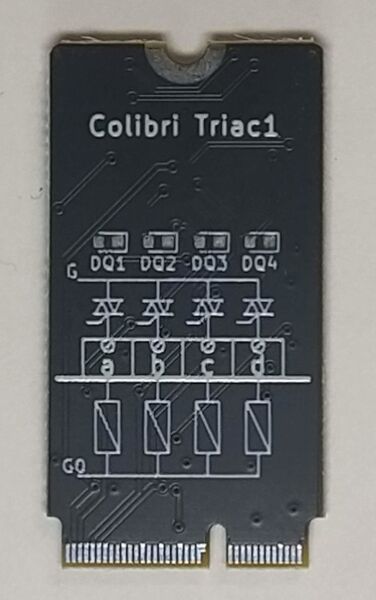 Colibri Triac1
DQ1 DQ2 DQ3 DQ4
G
a b c d
G0